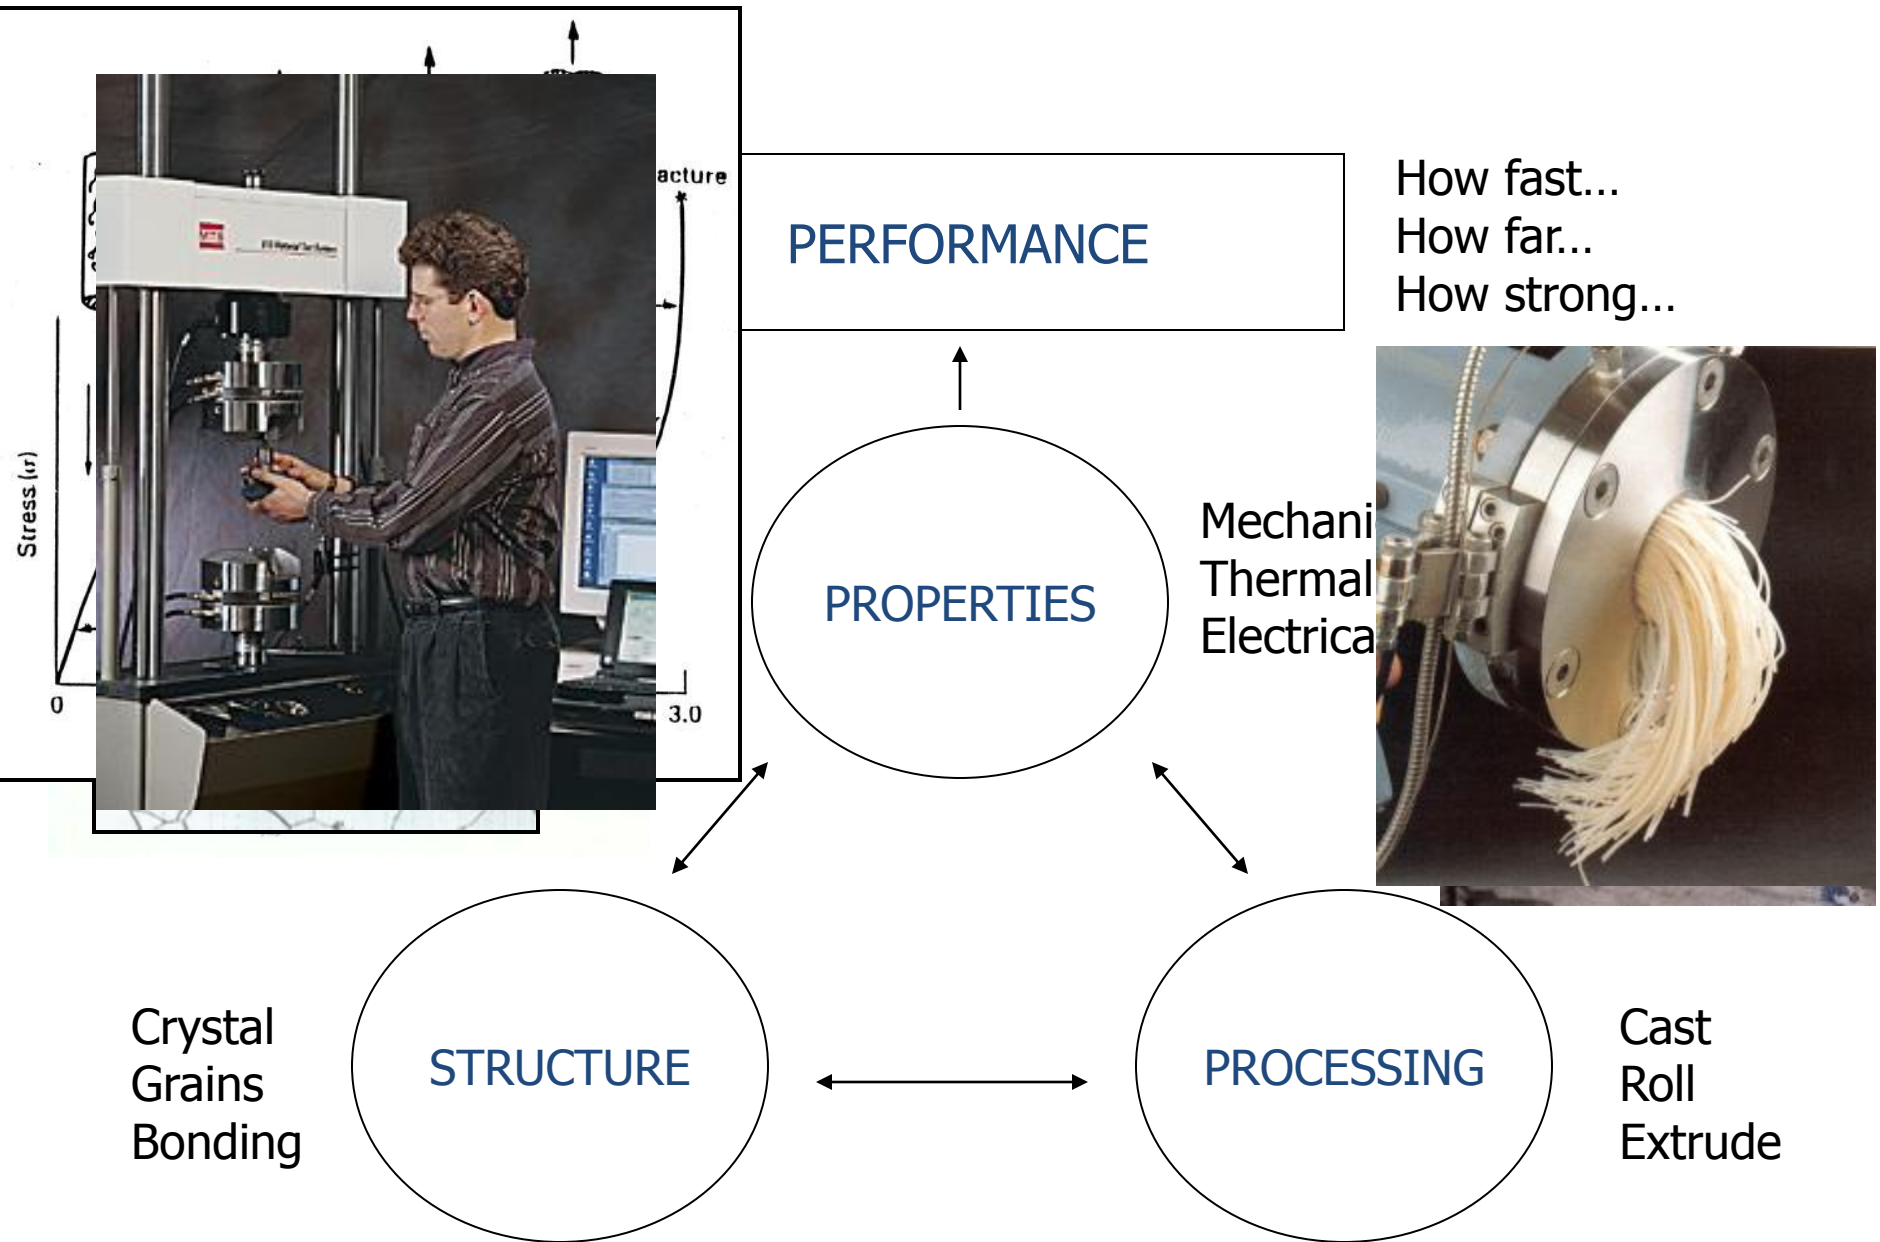 acture
PERFORMANCE
How fast...
How far...
How strong...
Stress (σ)
0
3.0
MTS
PROPERTIES
Mechani
Thermal
Electrica
Crystal
Grains
Bonding
STRUCTURE
PROCESSING
Cast
Roll
Extrude